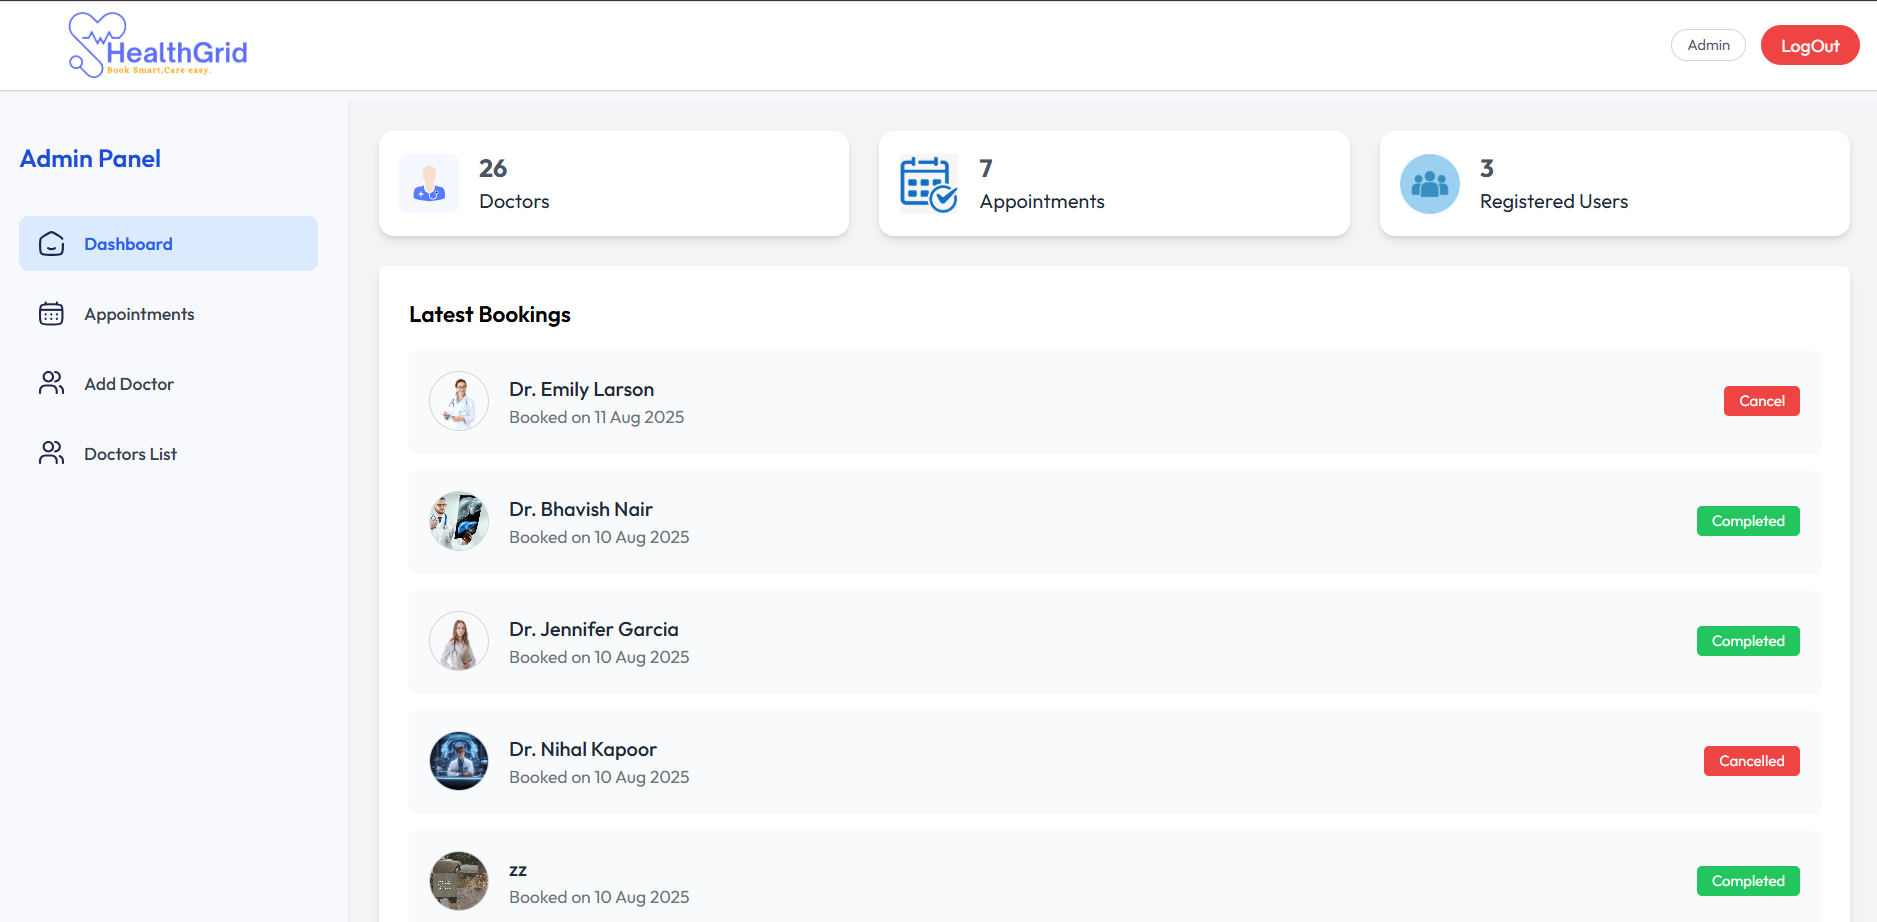 HealthGrid
Book Smart,Care easy.
Admin
LogOut
Admin Panel
Dashboard
Appointments
Add Doctor
Doctors List
26
Doctors
7
Appointments
3
Registered Users
Latest Bookings
Dr. Emily Larson
Booked on 11 Aug 2025
Cancel
Dr. Bhavish Nair
Booked on 10 Aug 2025
Completed
Dr. Jennifer Garcia
Booked on 10 Aug 2025
Completed
Dr. Nihal Kapoor
Booked on 10 Aug 2025
Cancelled
zz
Booked on 10 Aug 2025
Completed